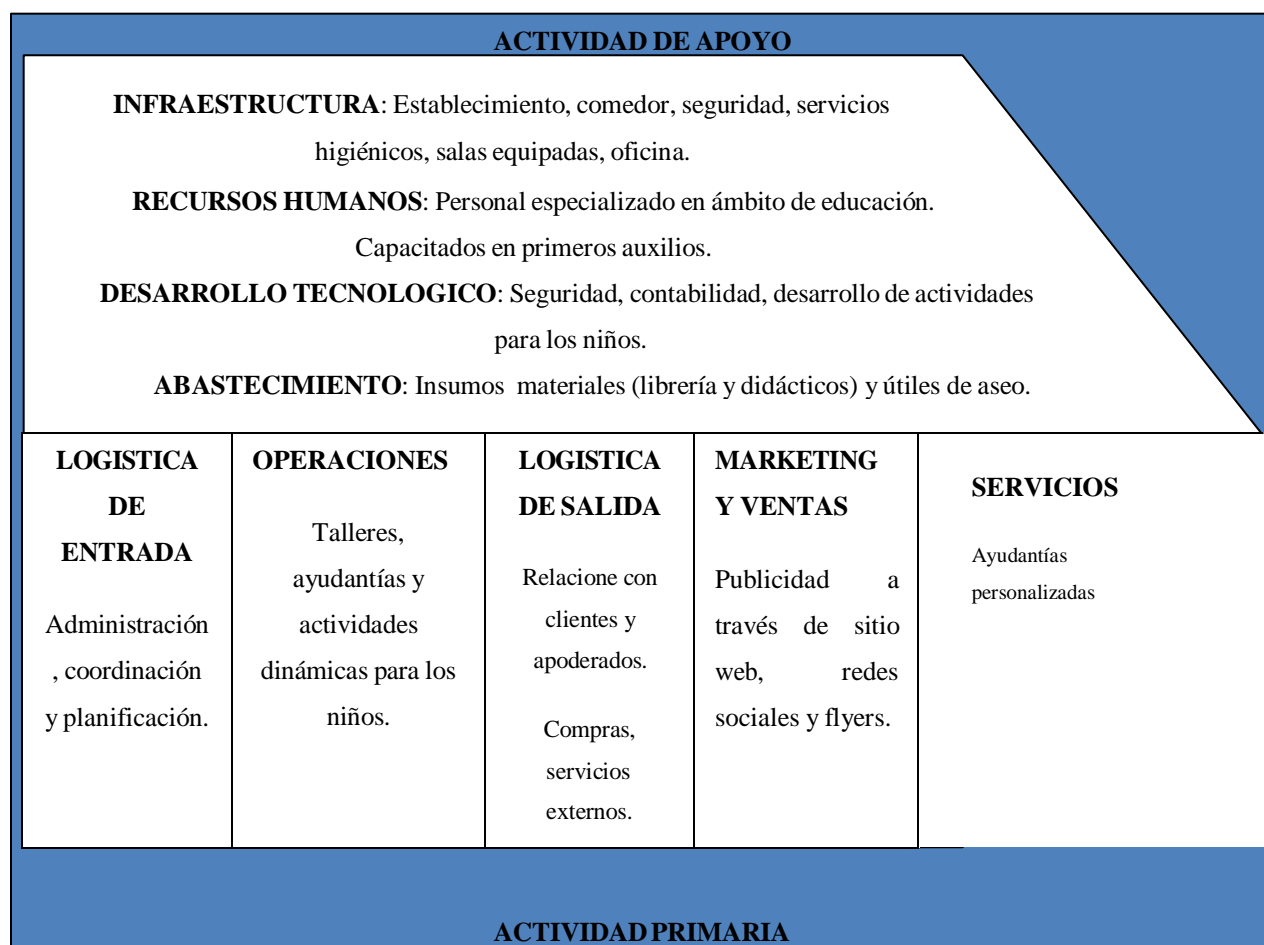 ACTIVIDAD DE APOYO
INFRAESTRUCTURA: Establecimiento, comedor, seguridad, servicios
higiénicos, salas equipadas, oficina.
RECURSOS HUMANOS: Personal especializado en ámbito de educación.
Capacitados en primeros auxilios.
DESARROLLO TECNOLOGICO: Seguridad, contabilidad, desarrollo de actividades
para los niños.
ABASTECIMIENTO: Insumos materiales (librería y didácticos) y útiles de aseo.
LOGISTICA
DE
ENTRADA
Administración
, coordinación
y planificación.
OPERACIONES
Talleres,
ayudantías y
actividades
dinámicas para los
niños.
LOGISTICA
DE SALIDA
Relacione con
clientes y
apoderados.
Compras,
servicios
externos.
MARKETING
Y VENTAS
Publicidad a
través de sitio
web, redes
sociales y flyers.
SERVICIOS
Ayudantías
personalizadas
ACTIVIDAD PRIMARIA